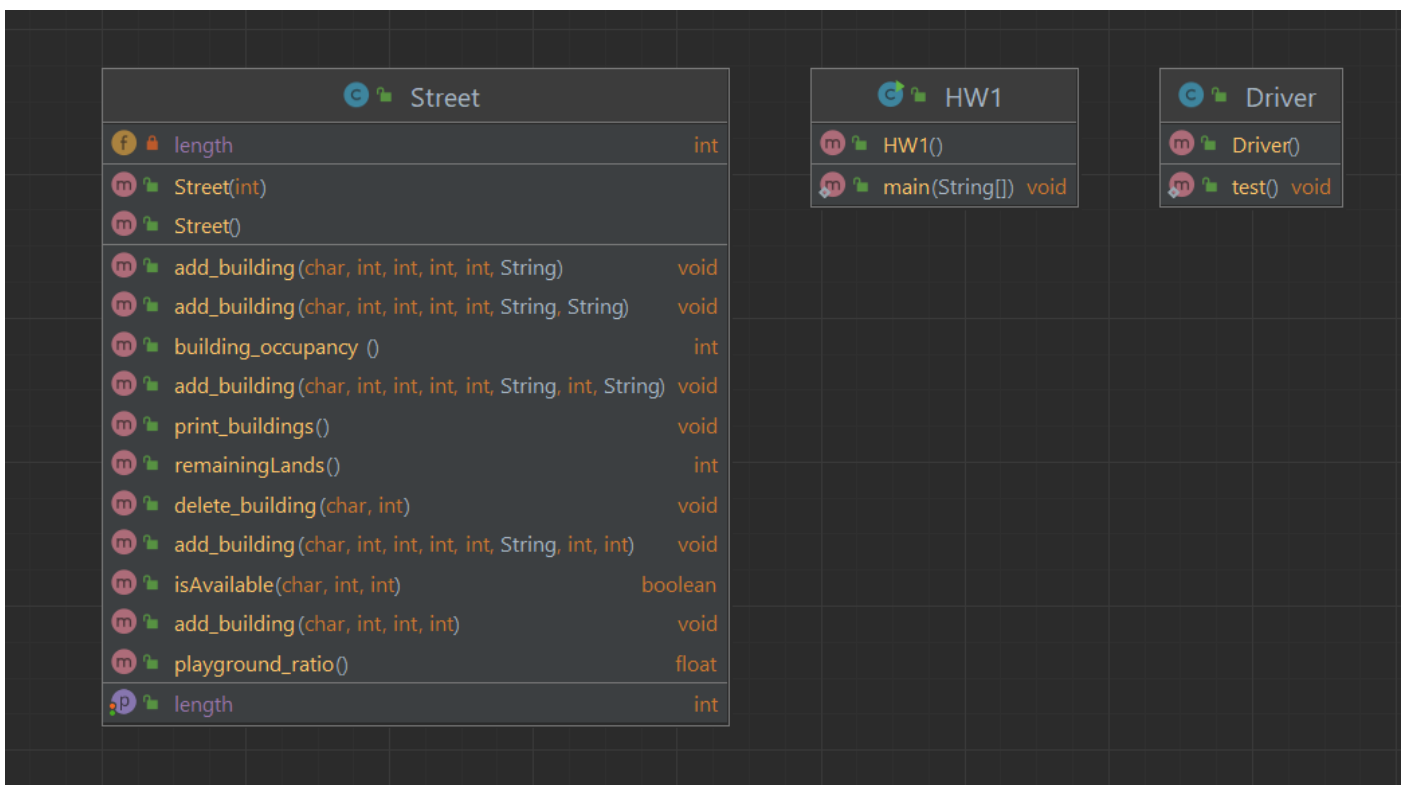 Street
length int
Street(int)
Street()
add_building(char, int, int, int, int, String) void
add_building(char, int, int, int, int, String, String) void
building_occupancy () int
add_building(char, int, int, int, int, String, int, String) void
print_buildings() void
remainingLands() int
delete_building(char, int) void
add_building(char, int, int, int, int, String, int, int) void
isAvailable(char, int, int) boolean
add_building(char, int, int, int) void
playground_ratio() float
length int
HW1
HW1()
main(String[]) void
Driver
Driver()
test() void